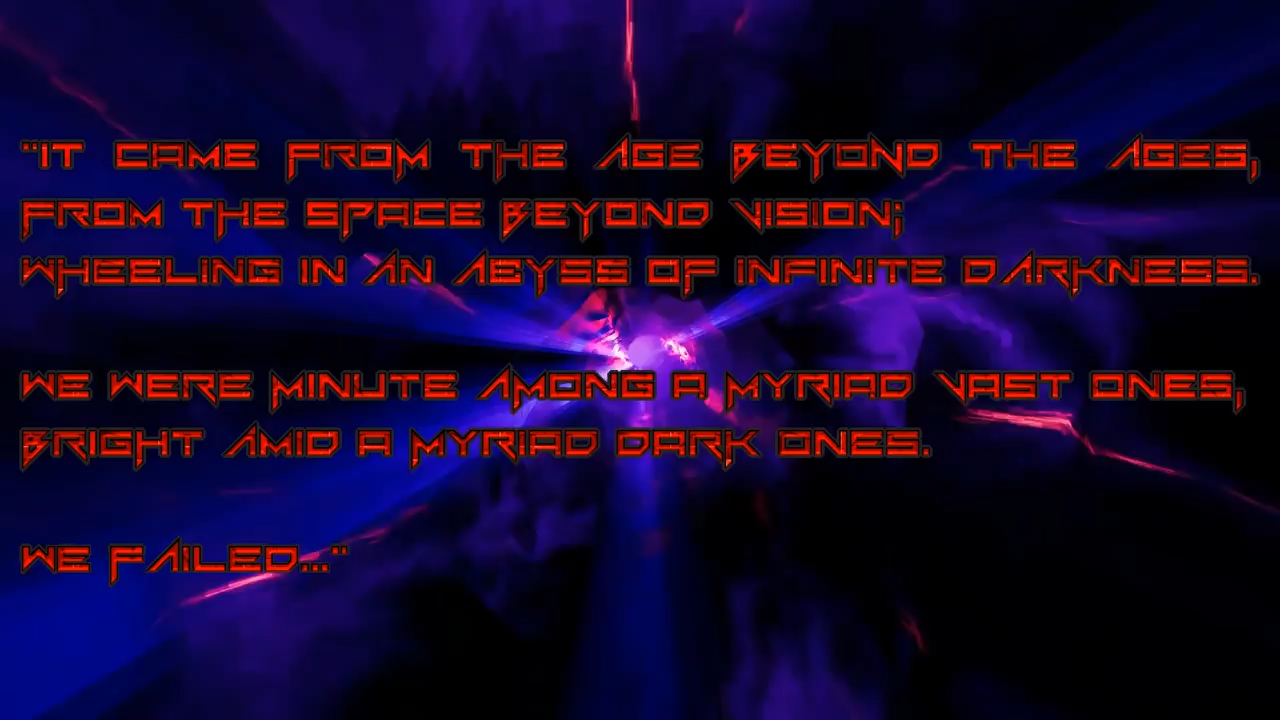 "IT CAME FROM THE AGE BEYOND THE AGES,
FROM THE SPACE BEYOND VISION;
WHEELING IN AN ABYSS OF INFINITE DARKNESS.
WE WERE MINUTE AMONG A MYRIAD VAST ONES,
BRIGHT AMID A MYRIAD DARK ONES.
WE FAILED..."